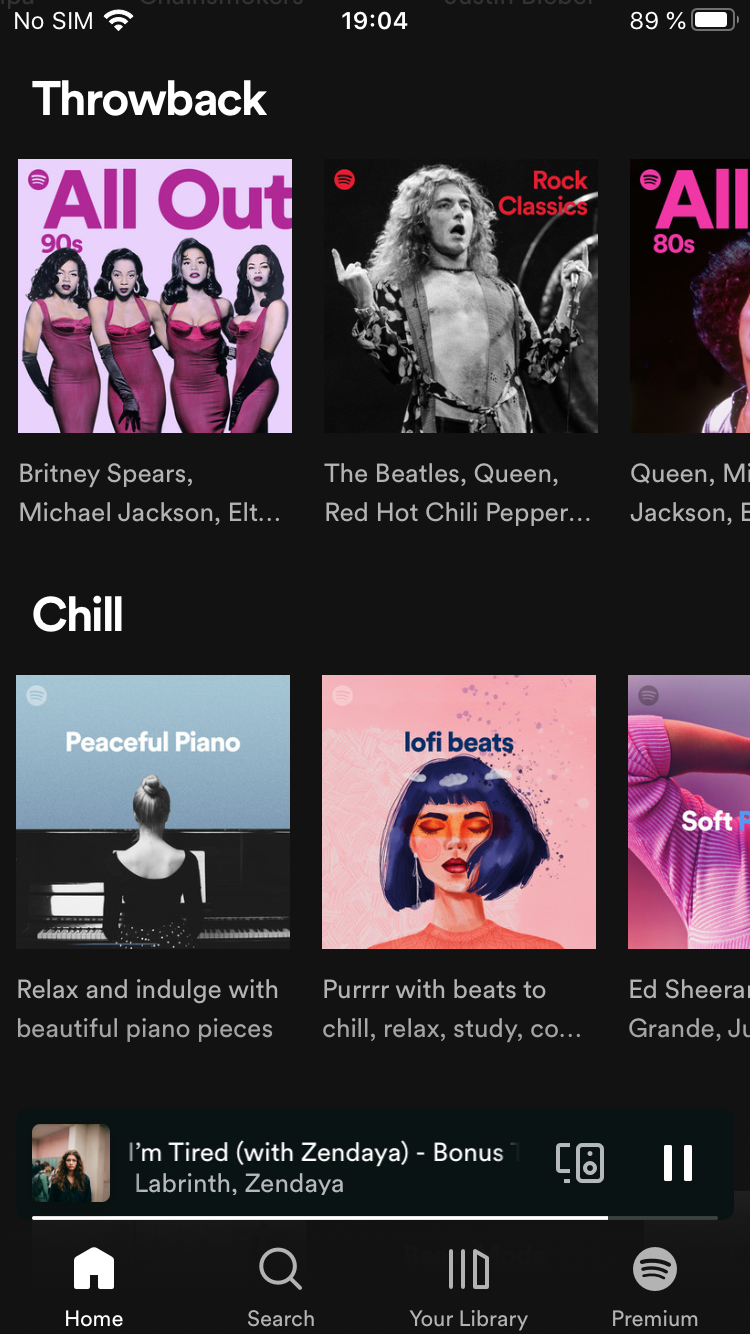 No SIM 19:04 89 %
Throwback
All Out
90s
Rock
Classics
All
80s
Britney Spears,
Michael Jackson, Elt...
The Beatles, Queen,
Red Hot Chili Pepper...
Queen, Mi
Jackson, E
Chill
Peaceful Piano
lofi beats
Soft
Relax and indulge with
beautiful piano pieces
Purrrr with beats to
chill, relax, study, co...
Ed Sheeran
Grande, Ju
I'm Tired (with Zendaya) - Bonus
Labrinth, Zendaya
Home
Search
Your Library
Premium